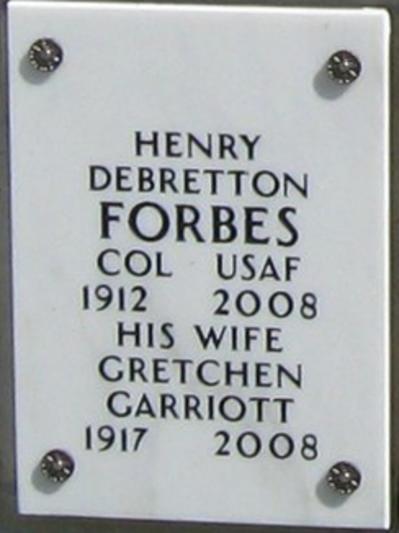 HENRY
DEBRETTON
FORBES
COL USAF
1912 2008
HIS WIFE
GRETCHEN
GARRIOTT
1917 2008